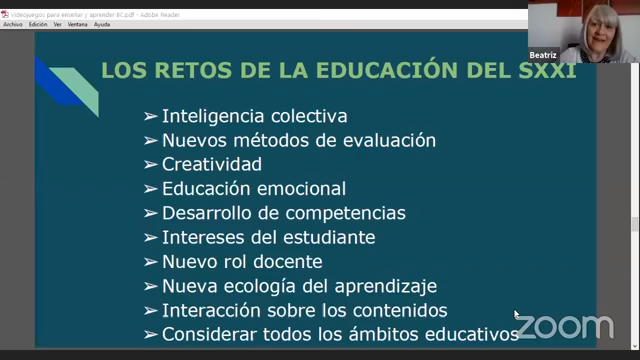 videojuegos para enseñar y aprender BC.pdf - Adobe Reader
Archivo Edición Ver Ventana Ayuda
Beatriz
LOS RETOS DE LA EDUCACIÓN DEL SXXI
➢ Inteligencia colectiva
➢ Nuevos métodos de evaluación
➢ Creatividad
➢ Educación emocional
➢ Desarrollo de competencias
➢ Intereses del estudiante
➢ Nuevo rol docente
➢ Nueva ecología del aprendizaje
➢ Interacción sobre los contenidos
➢ Considerar todos los ámbitos educativos
zoom